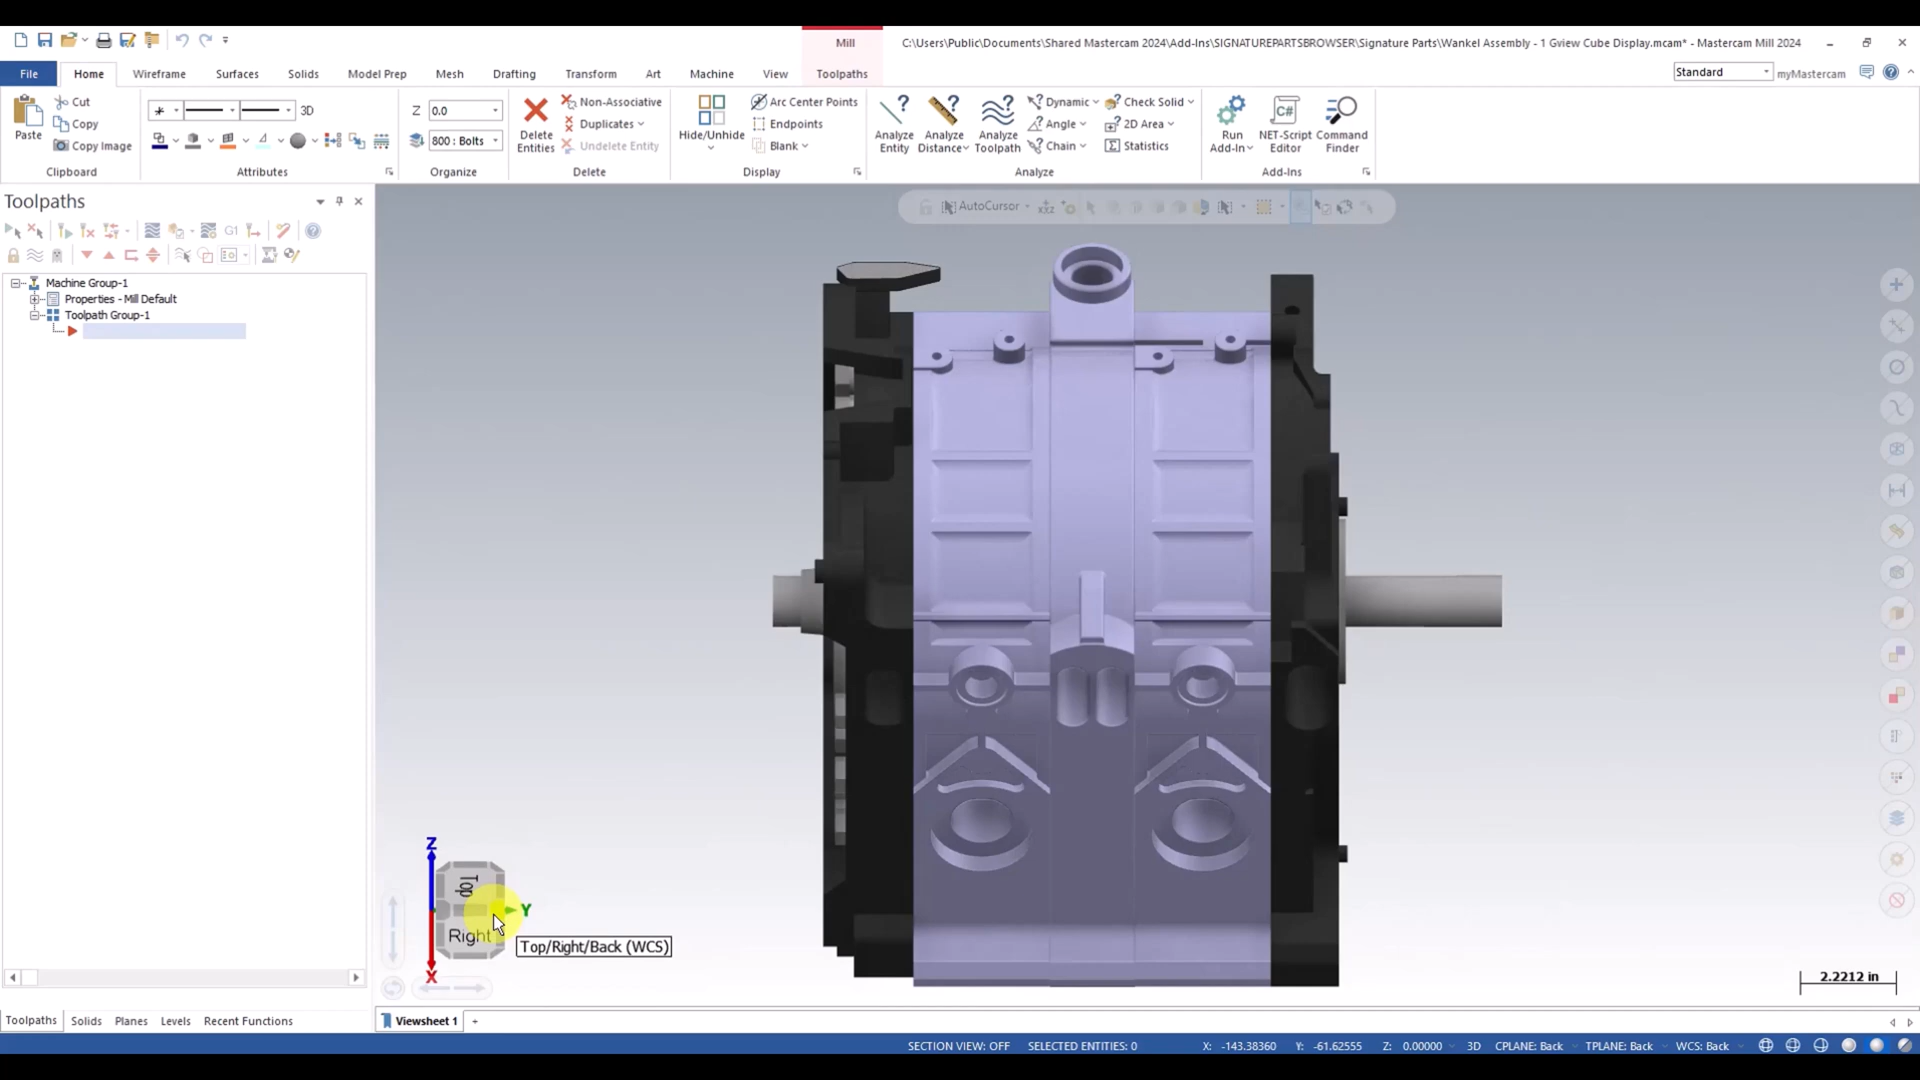 Mill
C:\Users\Public\Documents\Shared Mastercam 2024\Add-Ins\SIGNATUREPARTSBROWSER\Signature Parts\Wankel Assembly - 1 Gview Cube Display.mcam* - Mastercam Mill 2024
File Home Wireframe Surfaces Solids Model Prep Mesh Drafting Transform Art Machine View Toolpaths
Standard myMastercam
Paste Cut Copy Copy Image Clipboard
3D Attributes
Z 0.0
800 : Bolts
Organize
Delete Entities Non-Associative Duplicates Undelete Entity Delete
Hide/Unhide Arc Center Points Endpoints Blank Display
Analyze Entity Analyze Distance Analyze Toolpath Dynamic Angle Chain Check Solid 2D Area Statistics Analyze
Run Add-In C# NET-Script Editor Command Finder Add-Ins
Toolpaths
G1
AutoCursor
Machine Group-1
Properties - Mill Default
Toolpath Group-1
Z
Top
Y
Right
Top/Right/Back (WCS)
X
2.2212 in
Toolpaths Solids Planes Levels Recent Functions
Viewsheet 1 +
SECTION VIEW: OFF SELECTED ENTITIES: 0 X: -143.38360 Y: -61.62555 Z: 0.00000 3D CPLANE: Back TPLANE: Back WCS: Back